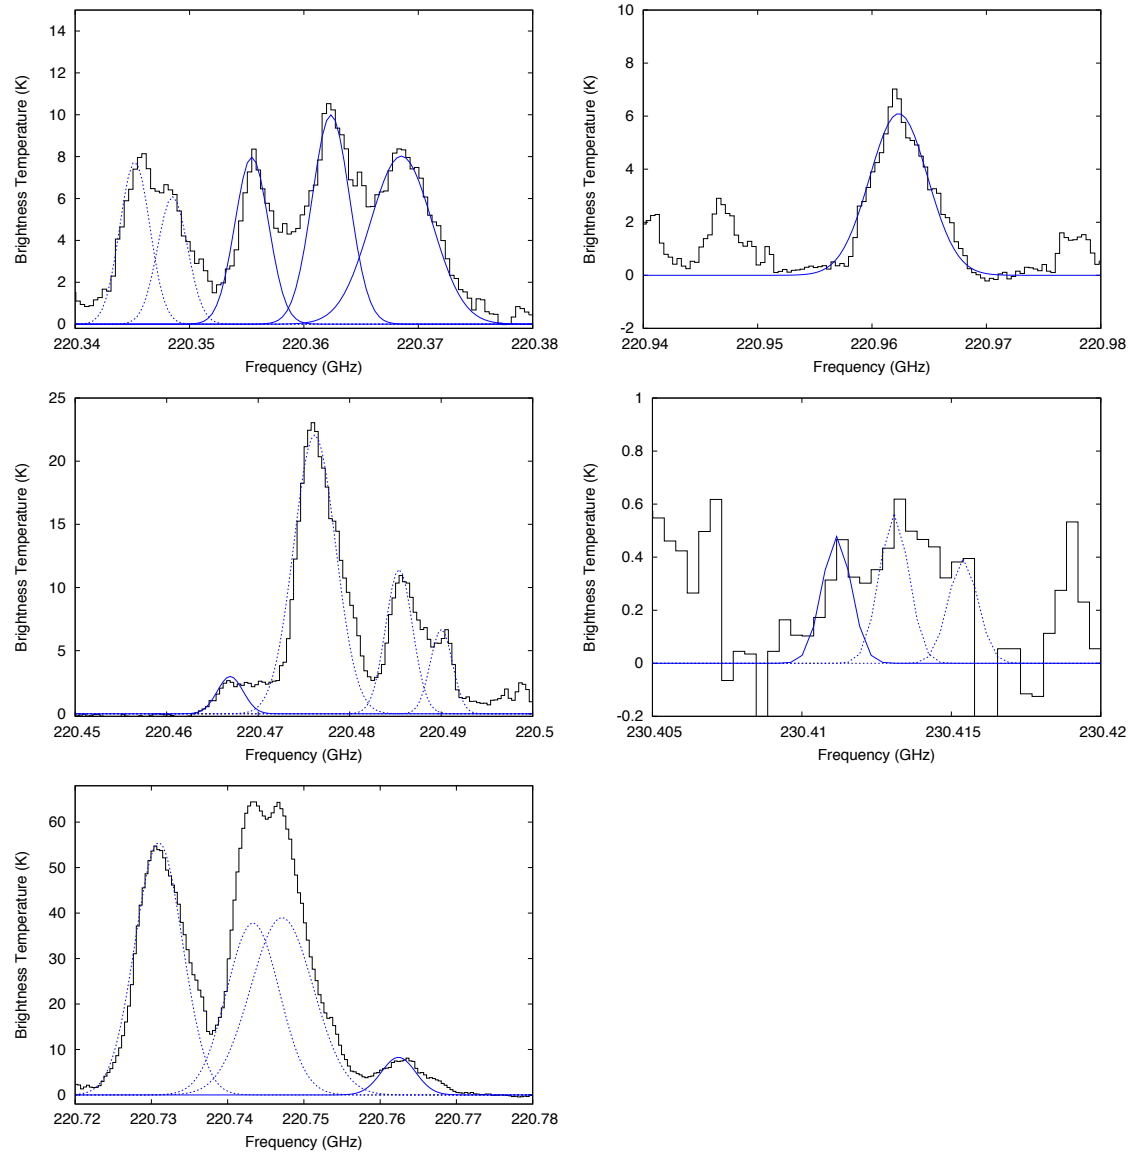 14
12
10
8
6
4
2
0
Brightness Temperature (K)
220.34 220.35 220.36 220.37 220.38
Frequency (GHz)
10
8
6
4
2
0
-2
Brightness Temperature (K)
220.94 220.95 220.96 220.97 220.98
Frequency (GHz)
25
20
15
10
5
0
Brightness Temperature (K)
220.45 220.46 220.47 220.48 220.49 220.5
Frequency (GHz)
1
0.8
0.6
0.4
0.2
0
-0.2
Brightness Temperature (K)
230.405 230.41 230.415 230.42
Frequency (GHz)
60
50
40
30
20
10
0
Brightness Temperature (K)
220.72 220.73 220.74 220.75 220.76 220.77 220.78
Frequency (GHz)